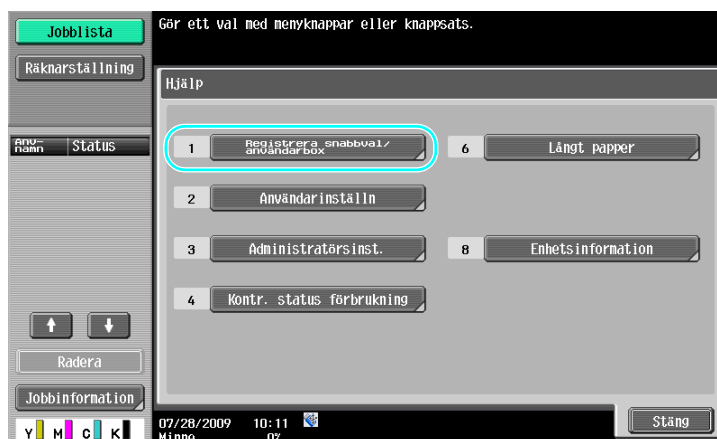 Gör ett val med menyknappar eller knappsats.
Jobblista
Räknarställning
Hjälp
Anv-
namn
Status
1 Registrera snabbval/
användarbox
6 Långt papper
2 Användarinställn
3 Administratörsinst.
8 Enhetsinformation
4 Kontr. status förbrukning
Radera
Jobbinformation
Y M C K
07/28/2009 10:11
Minne 0%
Stäng